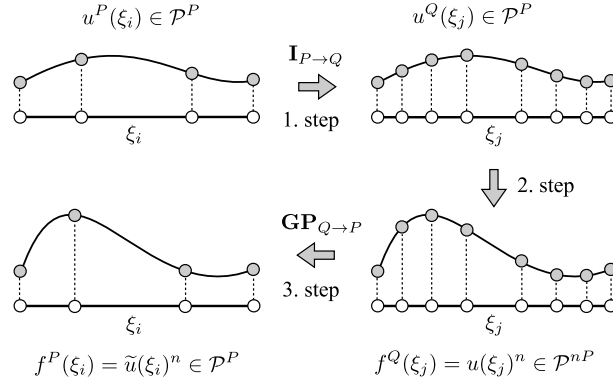 u^P(ξ_i) ∈ 𝒫^P
u^Q(ξ_j) ∈ 𝒫^P
I_{P→Q}
1. step
ξ_i
ξ_j
2. step
GP_{Q→P}
3. step
ξ_i
ξ_j
f^P(ξ_i) = ũ(ξ_i)^n ∈ 𝒫^P
f^Q(ξ_j) = u(ξ_j)^n ∈ 𝒫^{nP}